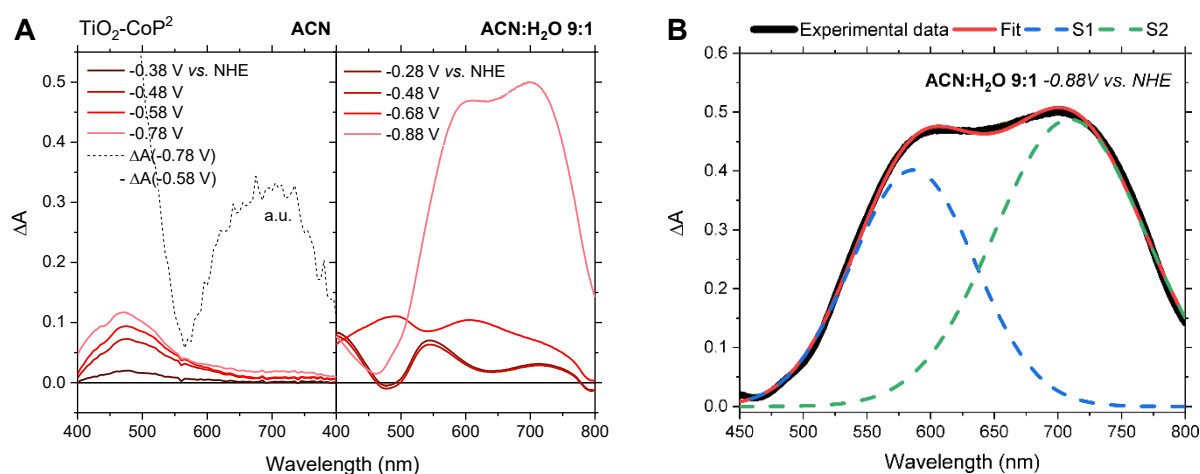 A
TiO2-CoP²
ACN
-0.38 V vs. NHE
-0.48 V
-0.58 V
-0.78 V
ΔA(-0.78 V)
- ΔA(-0.58 V)
a.u.
ACN:H2O 9:1
-0.28 V vs. NHE
-0.48 V
-0.68 V
-0.88 V
ΔA
0.5
0.4
0.3
0.2
0.1
0.0
400 500 600 700 400 500 600 700 800
Wavelength (nm)
B
Experimental data Fit S1 S2
ACN:H2O 9:1 -0.88V vs. NHE
ΔA
0.6
0.5
0.4
0.3
0.2
0.1
0.0
450 500 550 600 650 700 750 800
Wavelength (nm)